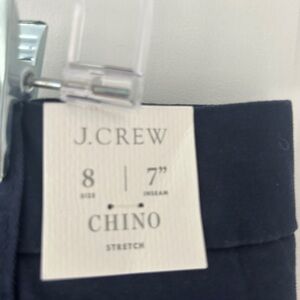 J.CREW
8 | 7"
SIZE INSEAM
CHINO
STRETCH